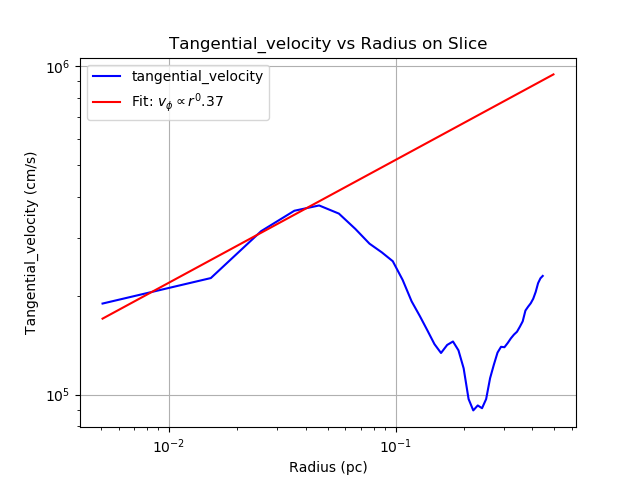 Tangential_velocity vs Radius on Slice
tangential_velocity
Fit: $v_\phi \propto r^0.37$
Tangential_velocity (cm/s)
10^6
10^5
10^-2
10^-1
Radius (pc)